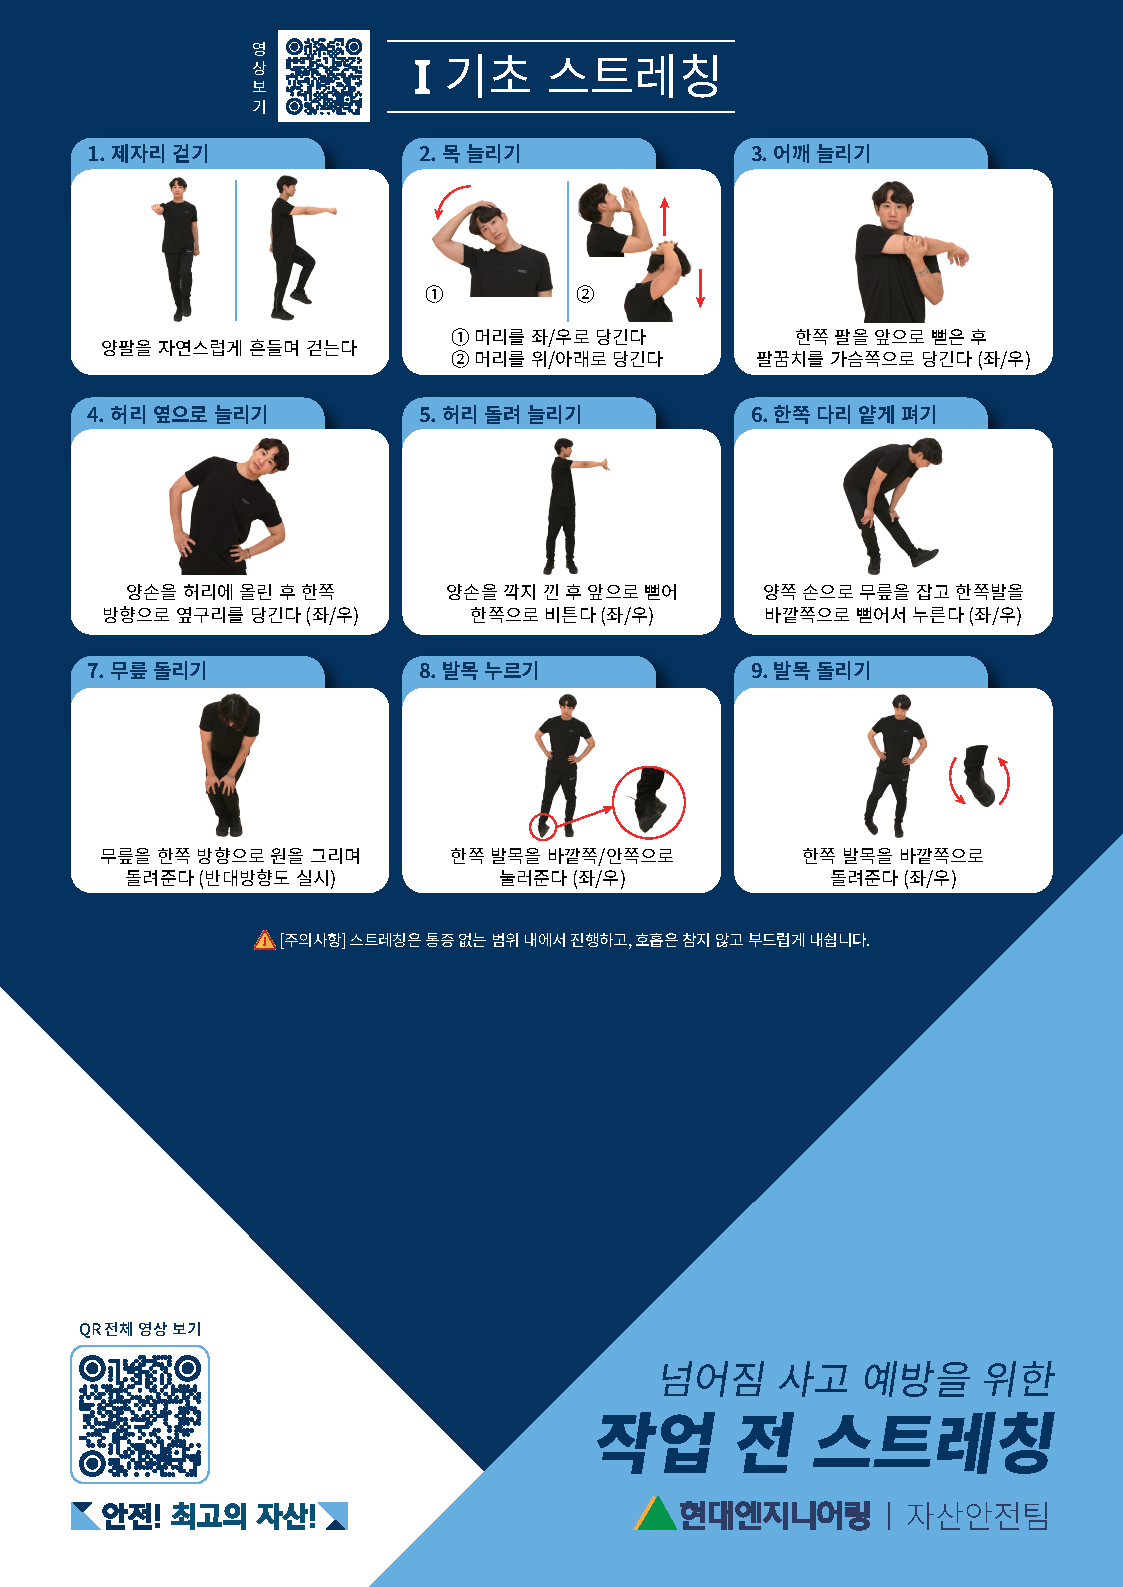 영상보기
I 기초 스트레칭
1. 제자리 걷기
양팔을 자연스럽게 흔들며 걷는다
2. 목 늘리기
① ②
① 머리를 좌/우로 당긴다
② 머리를 위/아래로 당긴다
3. 어깨 늘리기
한쪽 팔을 앞으로 뻗은 후
팔꿈치를 가슴쪽으로 당긴다 (좌/우)
4. 허리 옆으로 늘리기
양손을 허리에 올린 후 한쪽
방향으로 옆구리를 당긴다 (좌/우)
5. 허리 돌려 늘리기
양손을 깍지 낀 후 앞으로 뻗어
한쪽으로 비튼다 (좌/우)
6. 한쪽 다리 얕게 펴기
양쪽 손으로 무릎을 잡고 한쪽발을
바깥쪽으로 뻗어서 누른다 (좌/우)
7. 무릎 돌리기
무릎을 한쪽 방향으로 원을 그리며
돌려준다 (반대방향도 실시)
8. 발목 누르기
한쪽 발목을 바깥쪽/안쪽으로
눌러준다 (좌/우)
9. 발목 돌리기
한쪽 발목을 바깥쪽으로
돌려준다 (좌/우)
[주의사항] 스트레칭은 통증 없는 범위 내에서 진행하고, 호흡은 참지 않고 부드럽게 내쉽니다.
QR 전체 영상 보기
안전! 최고의 자산!
넘어짐 사고 예방을 위한
작업 전 스트레칭
현대엔지니어링 | 자산안전팀